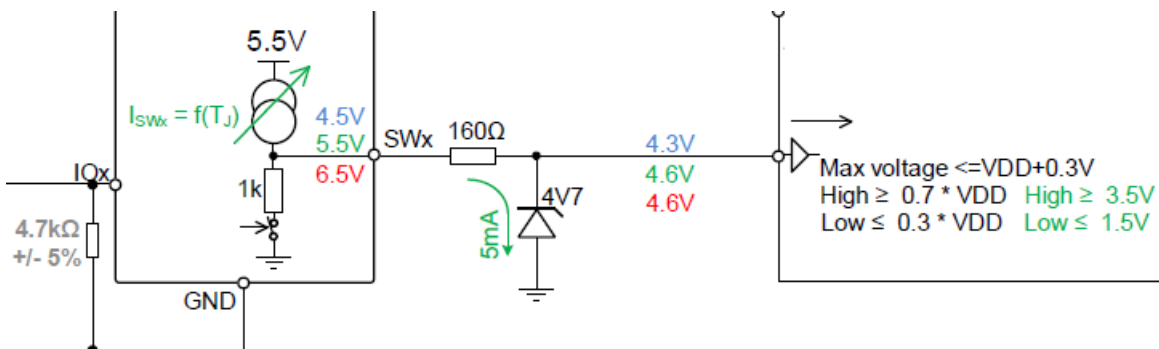 5.5V
I_SWx = f(T_J)
4.5V
5.5V
6.5V
SWx
160Ω
4.3V
4.6V
4.6V
IOx
1k
4V7
5mA
4.7kΩ
+/- 5%
GND
Max voltage <=VDD+0.3V
High ≥ 0.7 * VDD High ≥ 3.5V
Low ≤ 0.3 * VDD Low ≤ 1.5V